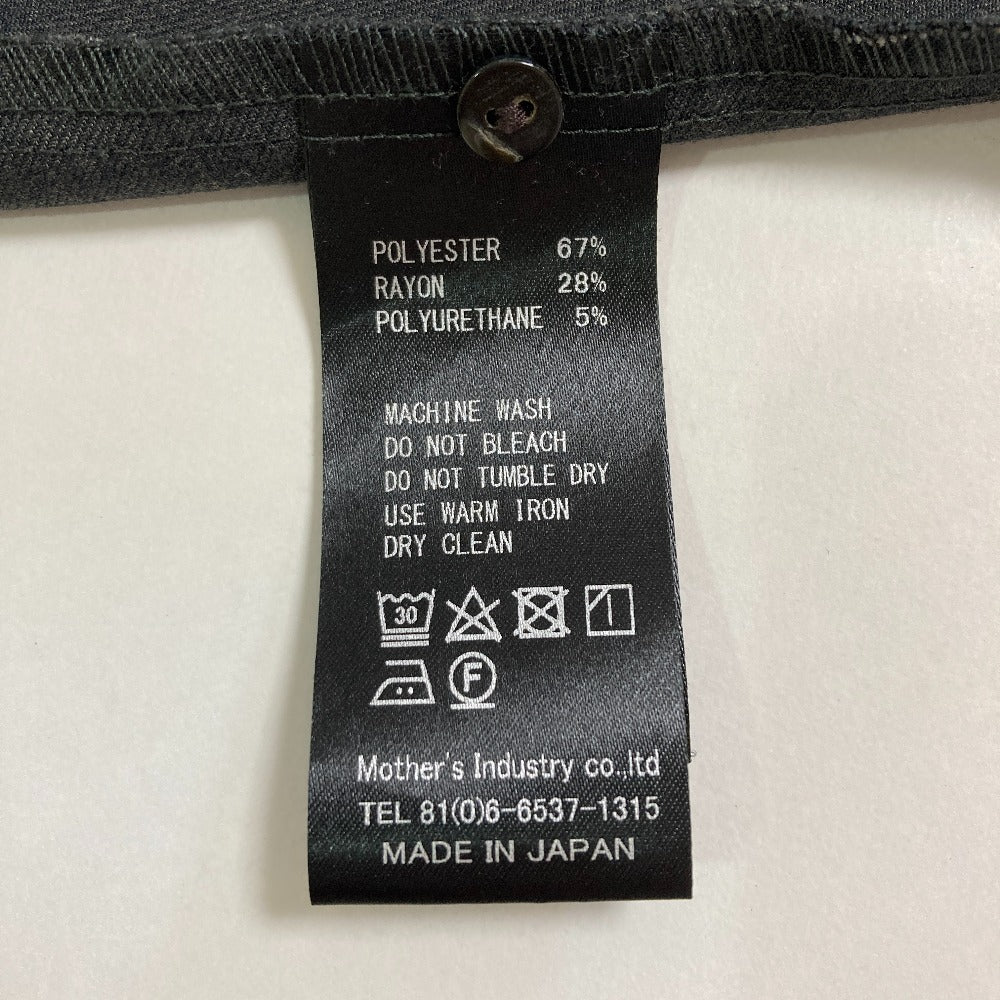 POLYESTER 67%
RAYON 28%
POLYURETHANE 5%
MACHINE WASH
DO NOT BLEACH
DO NOT TUMBLE DRY
USE WARM IRON
DRY CLEAN
30
F
Mother's Industry co.,ltd
TEL 81(0)6-6537-1315
MADE IN JAPAN